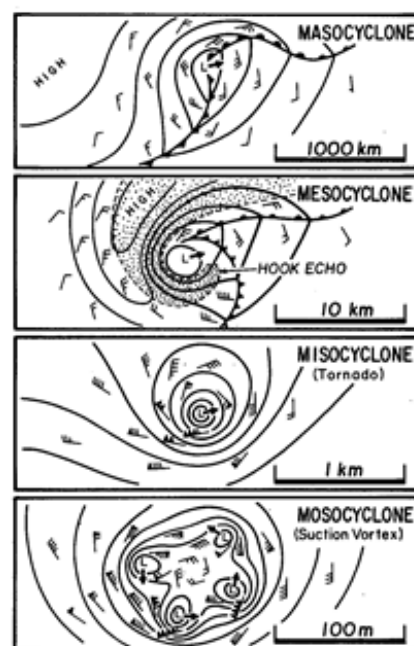 MASOCYCLONE
HIGH
L
1000 km
MESOCYCLONE
HIGH
L
HOOK ECHO
10 km
MISOCYCLONE
(Tornado)
L
1 km
MOSOCYCLONE
(Suction Vortex)
L
L
L
L
100 m